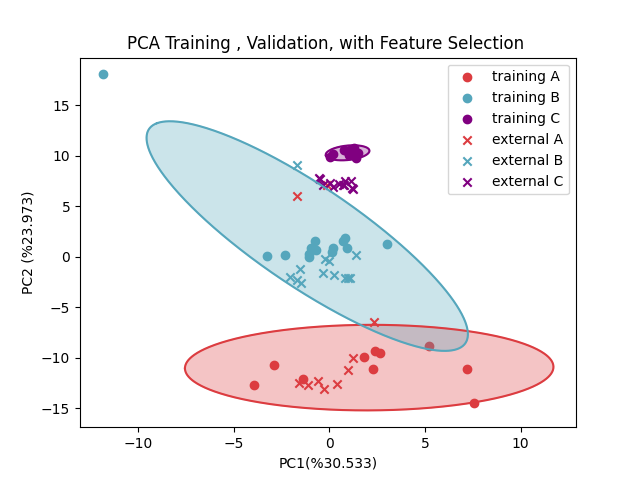 PCA Training , Validation, with Feature Selection
training A
training B
training C
external A
external B
external C
15
10
5
0
−5
−10
−15
PC2 (%23.973)
−10
−5
0
5
10
PC1(%30.533)